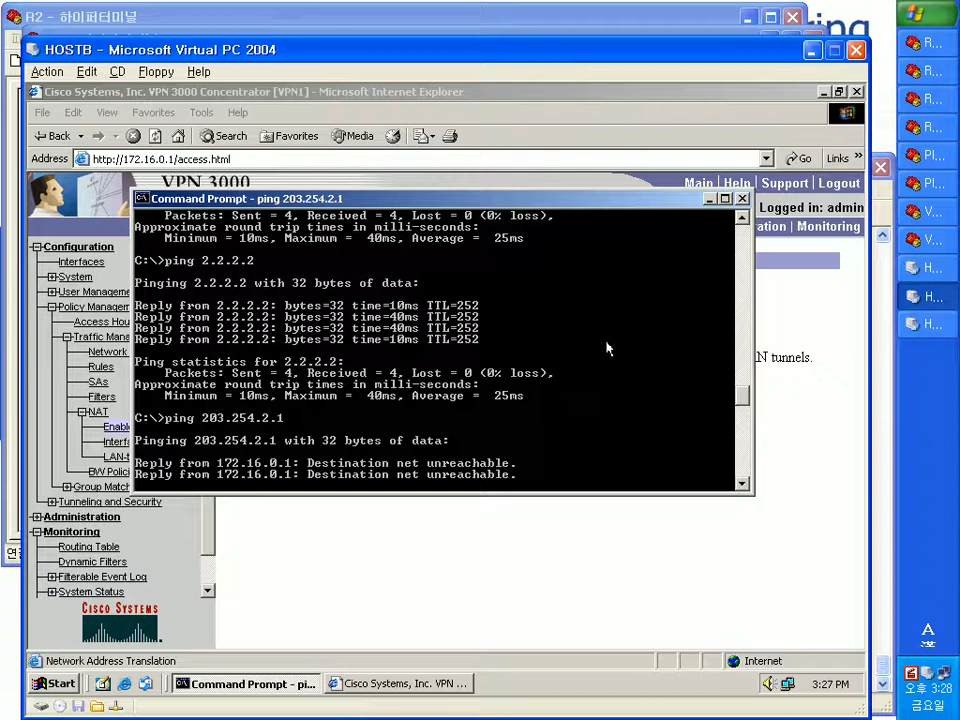 R2 - 하이퍼터미널
HOSTB - Microsoft Virtual PC 2004
Action Edit CD Floppy Help
Cisco Systems, Inc. VPN 3000 Concentrator [VPN1] - Microsoft Internet Explorer
File Edit View Favorites Tools Help
Back Search Favorites Media
Address http://172.16.0.1/access.html Go Links »
VPN 3000
Main | Help | Support | Logout
Logged in: admin
ation | Monitoring
Configuration
Interfaces
System
User Manageme
Policy Managem
Access Hou
Traffic Mana
Network
Rules
SAs
Filters
NAT
Enabl
Interf
LAN-t
BW Polici
Group Match
Tunneling and Security
Administration
Monitoring
Routing Table
Dynamic Filters
Filterable Event Log
System Status
CISCO SYSTEMS
N tunnels.
Command Prompt - ping 203.254.2.1
Packets: Sent = 4, Received = 4, Lost = 0 (0% loss),
Approximate round trip times in milli-seconds:
Minimum = 10ms, Maximum = 40ms, Average = 25ms
C:\>ping 2.2.2.2
Pinging 2.2.2.2 with 32 bytes of data:
Reply from 2.2.2.2: bytes=32 time=10ms TTL=252
Reply from 2.2.2.2: bytes=32 time=40ms TTL=252
Reply from 2.2.2.2: bytes=32 time=40ms TTL=252
Reply from 2.2.2.2: bytes=32 time=10ms TTL=252
Ping statistics for 2.2.2.2:
Packets: Sent = 4, Received = 4, Lost = 0 (0% loss),
Approximate round trip times in milli-seconds:
Minimum = 10ms, Maximum = 40ms, Average = 25ms
C:\>ping 203.254.2.1
Pinging 203.254.2.1 with 32 bytes of data:
Reply from 172.16.0.1: Destination net unreachable.
Reply from 172.16.0.1: Destination net unreachable.
Network Address Translation
Internet
Start
Command Prompt - pi...
Cisco Systems, Inc. VPN ...
3:27 PM
R...
R...
R...
R...
Pl...
Pl...
V...
V...
H...
H...
H...
A
오후 3:28
금요일